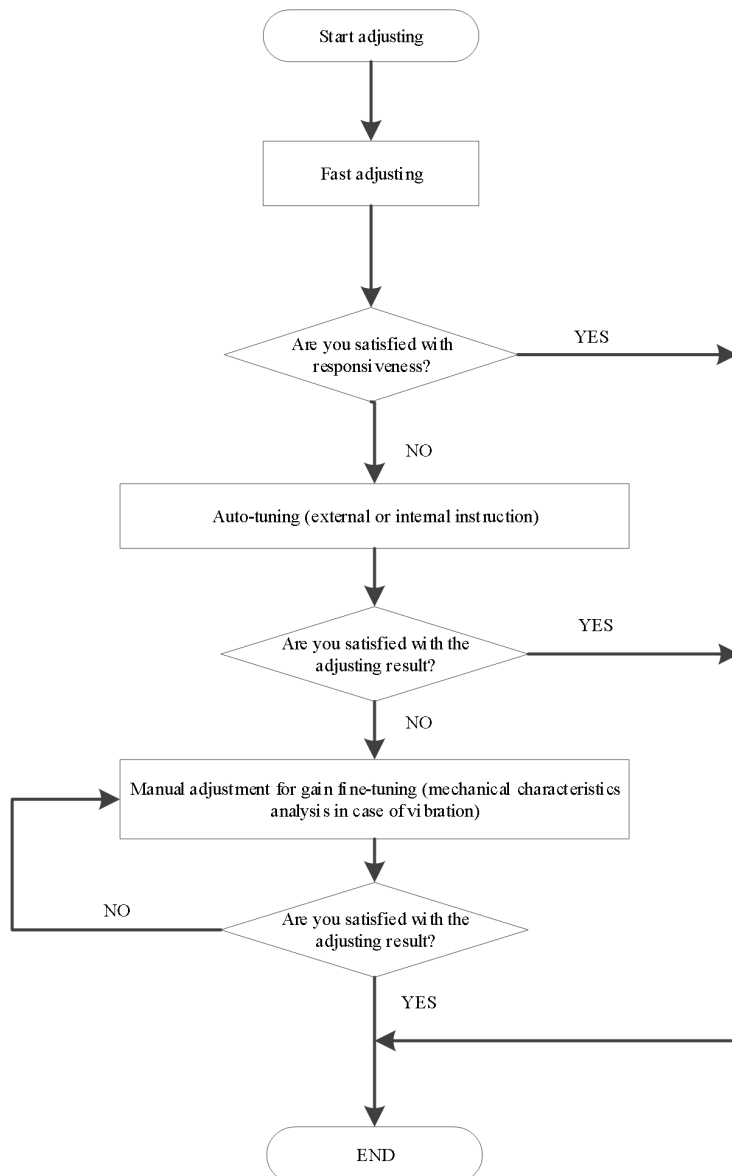 Start adjusting
Fast adjusting
Are you satisfied with
responsiveness?
YES
NO
Auto-tuning (external or internal instruction)
Are you satisfied with the
adjusting result?
YES
NO
Manual adjustment for gain fine-tuning (mechanical characteristics
analysis in case of vibration)
Are you satisfied with the
adjusting result?
NO
YES
END